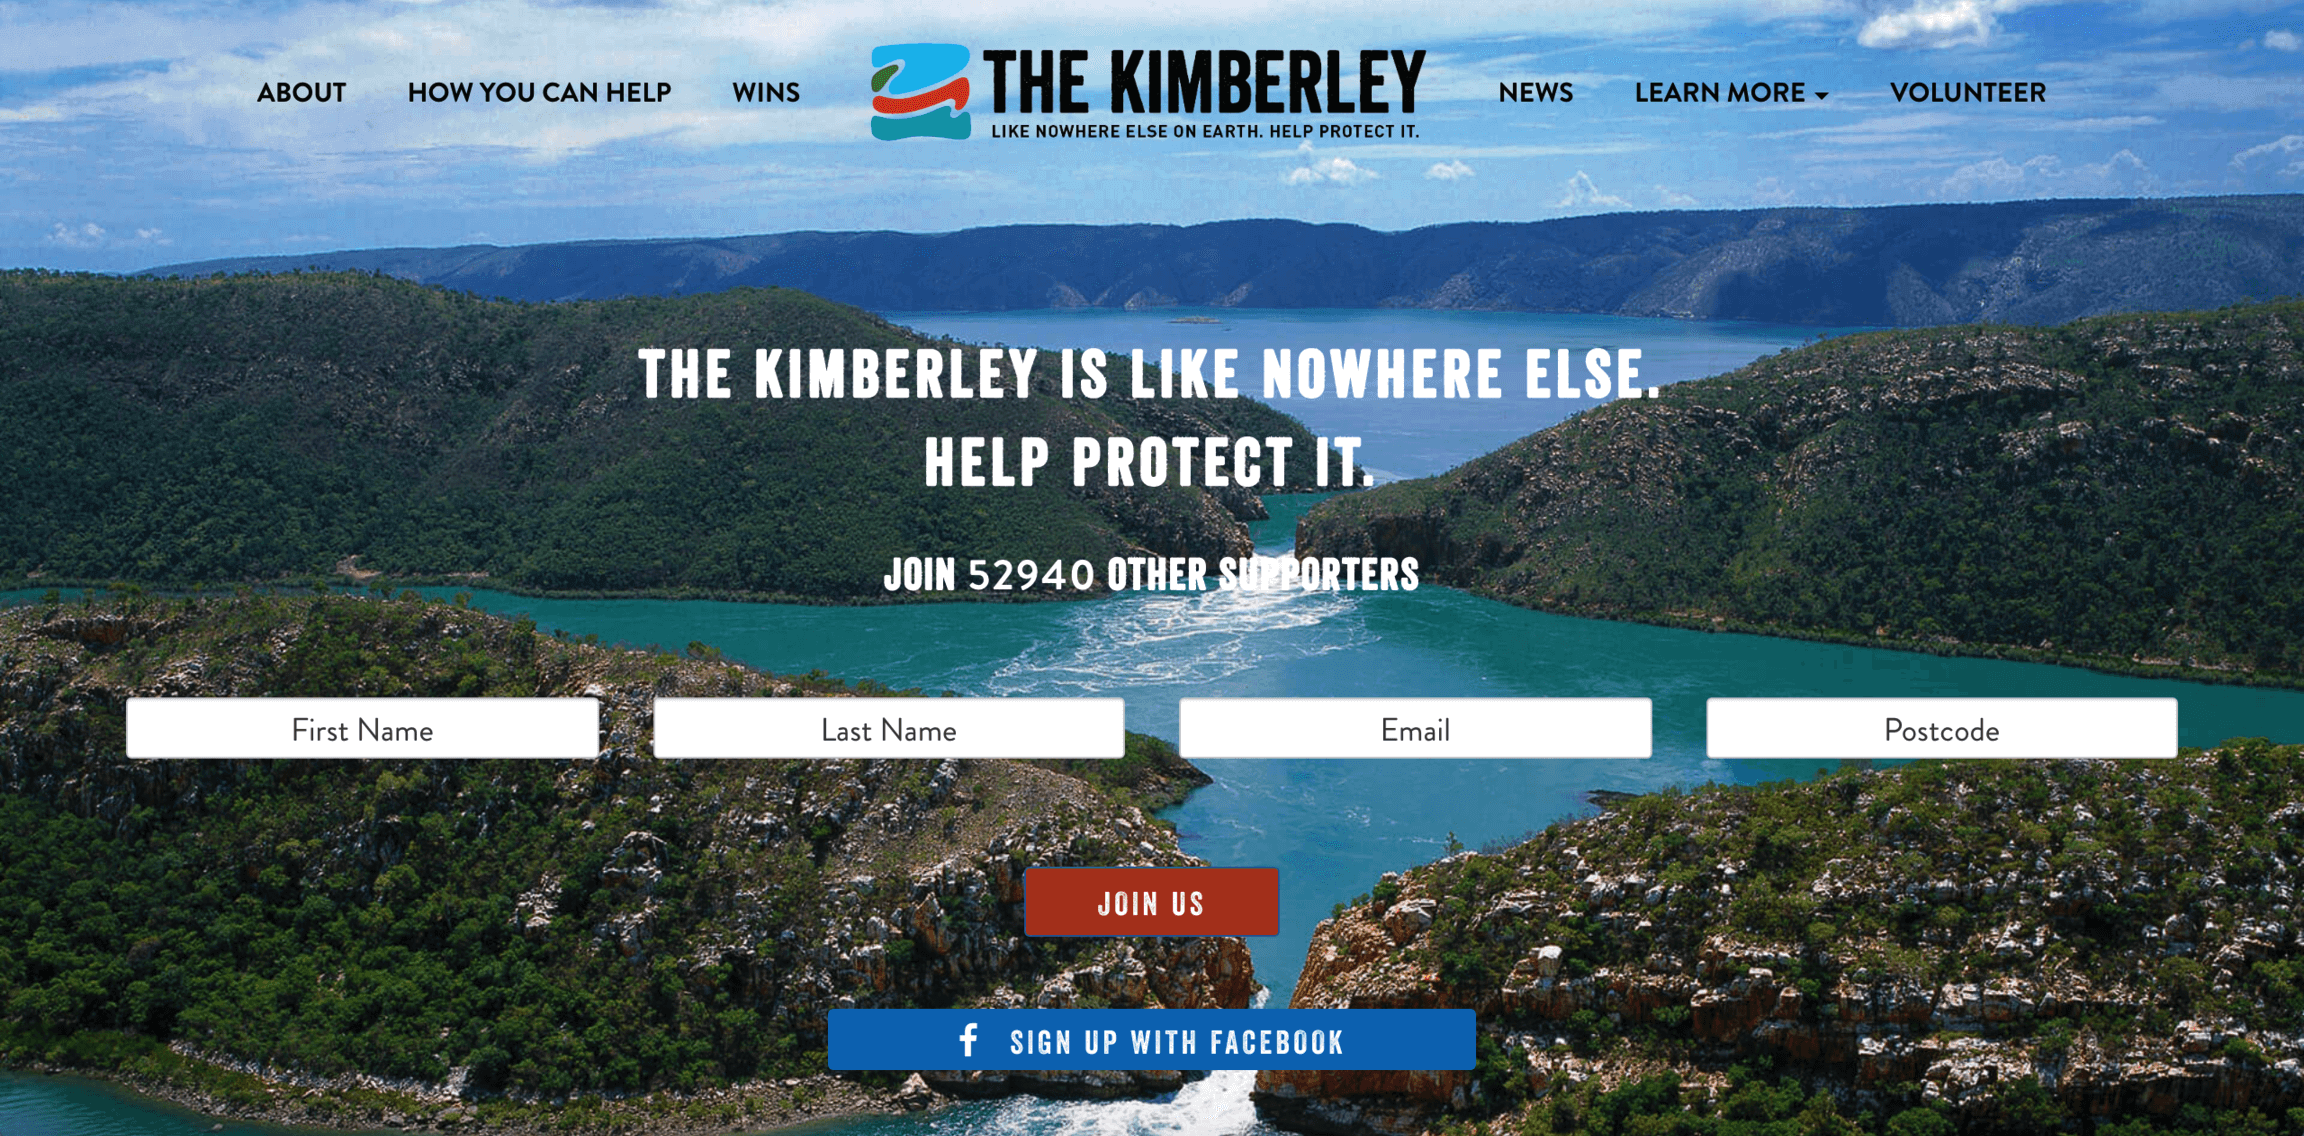 ABOUT
HOW YOU CAN HELP
WINS
THE KIMBERLEY
LIKE NOWHERE ELSE ON EARTH. HELP PROTECT IT.
NEWS
LEARN MORE
VOLUNTEER
THE KIMBERLEY IS LIKE NOWHERE ELSE.
HELP PROTECT IT.
JOIN 52940 OTHER SUPPORTERS
First Name
Last Name
Email
Postcode
JOIN US
SIGN UP WITH FACEBOOK